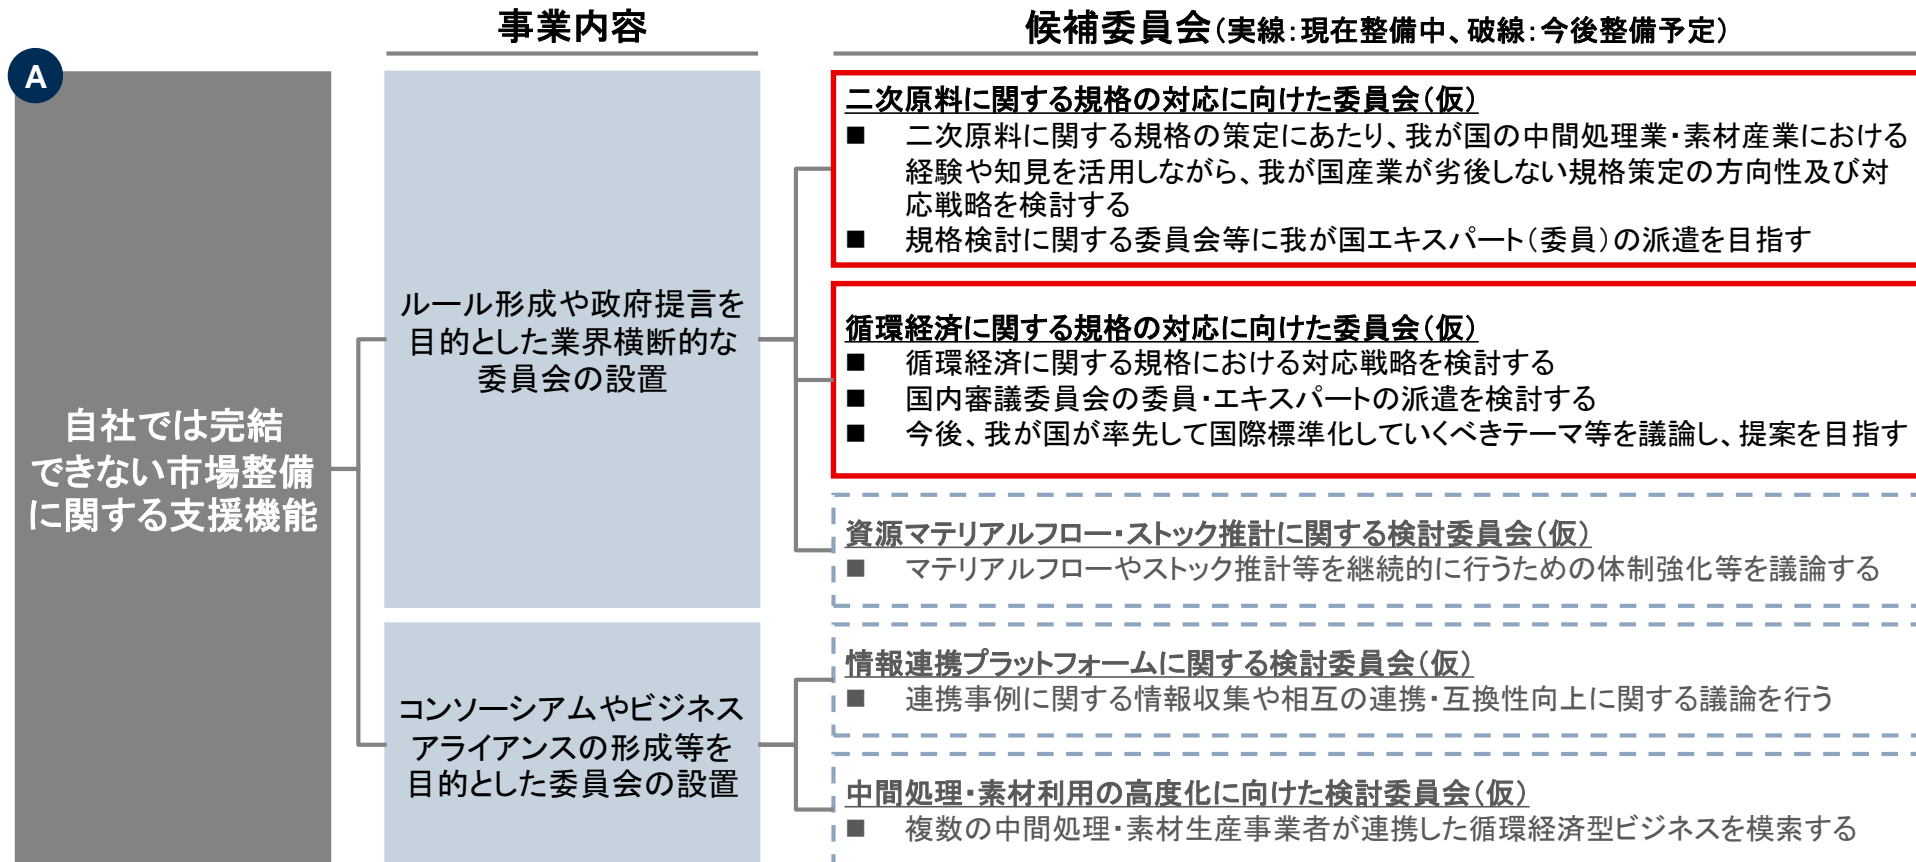 事業内容
候補委員会(実線:現在整備中、破線:今後整備予定)
A
自社では完結
できない市場整備
に関する支援機能
ルール形成や政府提言を
目的とした業界横断的な
委員会の設置
二次原料に関する規格の対応に向けた委員会(仮)
■ 二次原料に関する規格の策定にあたり、我が国の中間処理業・素材産業における
経験や知見を活用しながら、我が国産業が劣後しない規格策定の方向性及び対
応戦略を検討する
■ 規格検討に関する委員会等に我が国エキスパート(委員)の派遣を目指す
循環経済に関する規格の対応に向けた委員会(仮)
■ 循環経済に関する規格における対応戦略を検討する
■ 国内審議委員会の委員・エキスパートの派遣を検討する
■ 今後、我が国が率先して国際標準化していくべきテーマ等を議論し、提案を目指す
資源マテリアルフロー・ストック推計に関する検討委員会(仮)
■ マテリアルフローやストック推計等を継続的に行うための体制強化等を議論する
コンソーシアムやビジネス
アライアンスの形成等を
目的とした委員会の設置
情報連携プラットフォームに関する検討委員会(仮)
■ 連携事例に関する情報収集や相互の連携・互換性向上に関する議論を行う
中間処理・素材利用の高度化に向けた検討委員会(仮)
■ 複数の中間処理・素材生産事業者が連携した循環経済型ビジネスを模索する